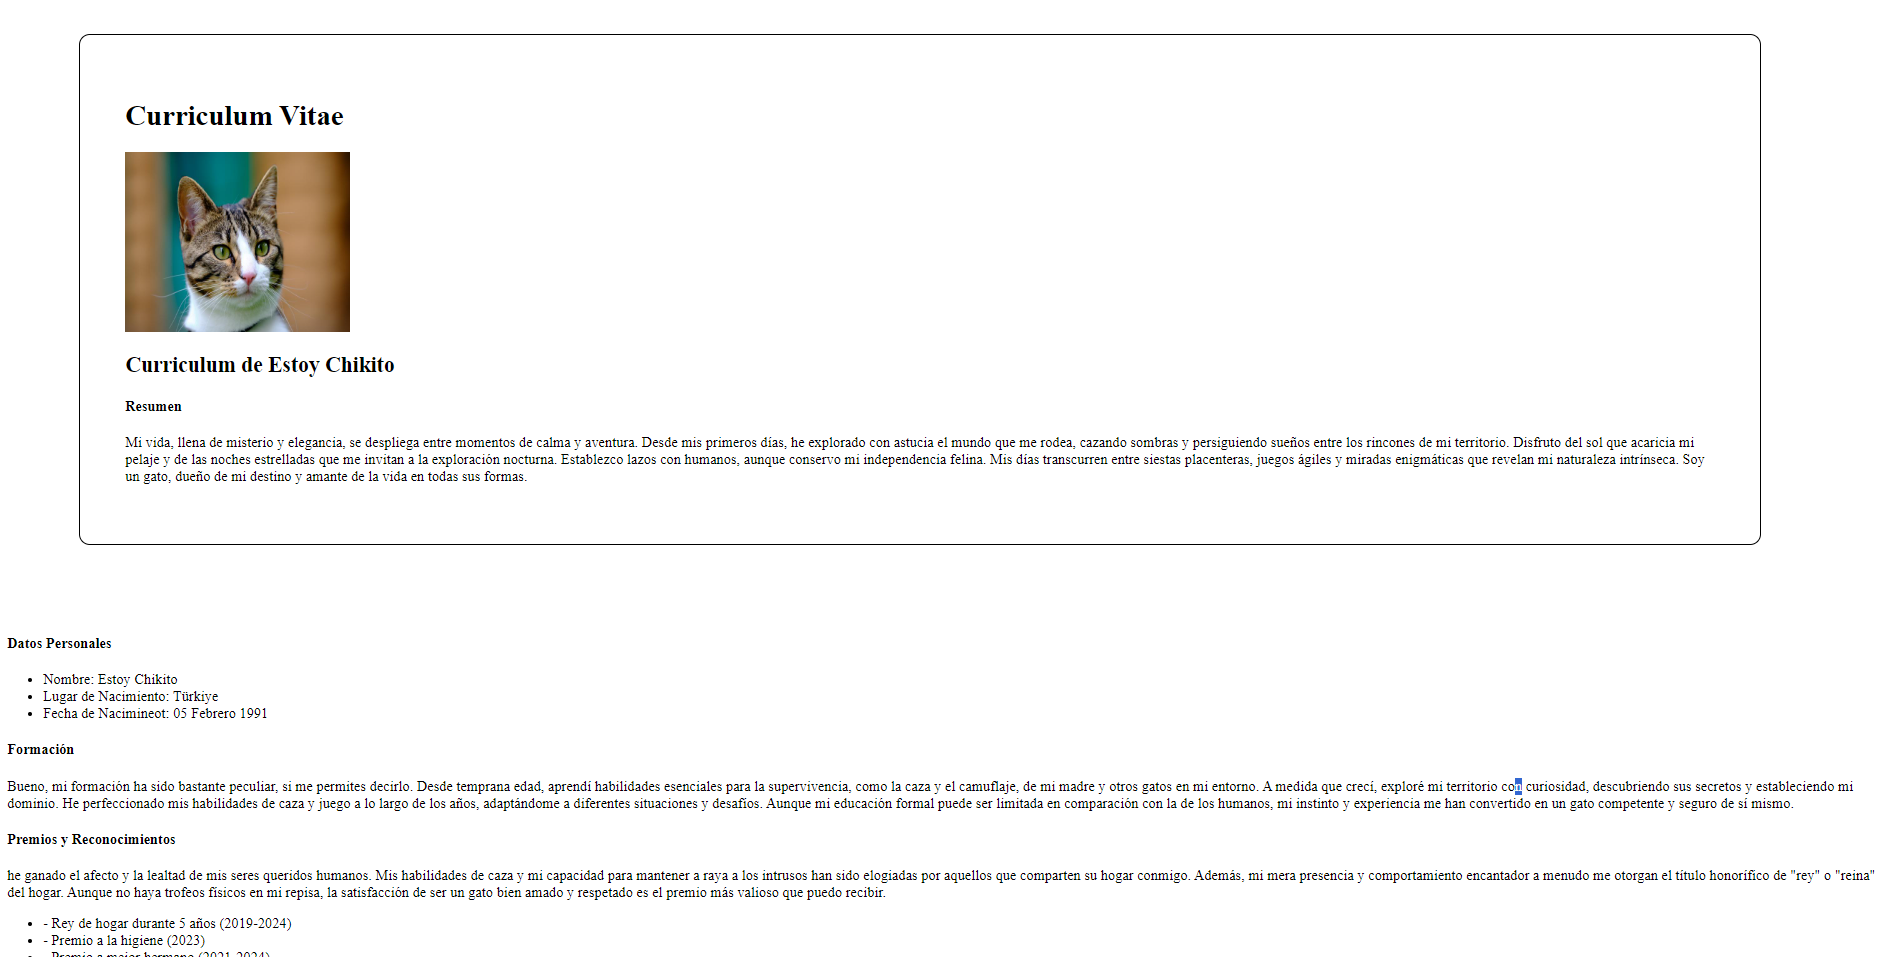 Curriculum Vitae
Curriculum de Estoy Chikito
Resumen
Mi vida, llena de misterio y elegancia, se despliega entre momentos de calma y aventura. Desde mis primeros días, he explorado con astucia el mundo que me rodea, cazando sombras y persiguiendo sueños entre los rincones de mi territorio. Disfruto del sol que acaricia mi
pelaje y de las noches estrelladas que me invitan a la exploración nocturna. Establezco lazos con humanos, aunque conservo mi independencia felina. Mis días transcurren entre siestas placenteras, juegos ágiles y miradas enigmáticas que revelan mi naturaleza intrínseca. Soy
un gato, dueño de mi destino y amante de la vida en todas sus formas.
Datos Personales
• Nombre: Estoy Chikito
• Lugar de Nacimiento: Türkiye
• Fecha de Nacimineot: 05 Febrero 1991
Formación
Bueno, mi formación ha sido bastante peculiar, si me permites decirlo. Desde temprana edad, aprendí habilidades esenciales para la supervivencia, como la caza y el camuflaje, de mi madre y otros gatos en mi entorno. A medida que crecí, exploré mi territorio con curiosidad, descubriendo sus secretos y estableciendo mi
dominio. He perfeccionado mis habilidades de caza y juego a lo largo de los años, adaptándome a diferentes situaciones y desafíos. Aunque mi educación formal puede ser limitada en comparación con la de los humanos, mi instinto y experiencia me han convertido en un gato competente y seguro de sí mismo.
Premios y Reconocimientos
he ganado el afecto y la lealtad de mis seres queridos humanos. Mis habilidades de caza y mi capacidad para mantener a raya a los intrusos han sido elogiadas por aquellos que comparten su hogar conmigo. Además, mi mera presencia y comportamiento encantador a menudo me otorgan el título honorífico de "rey" o "reina"
del hogar. Aunque no haya trofeos físicos en mi repisa, la satisfacción de ser un gato bien amado y respetado es el premio más valioso que puedo recibir.
• - Rey de hogar durante 5 años (2019-2024)
• - Premio a la higiene (2023)
• - Premio a mejor hermano (2021-2024)